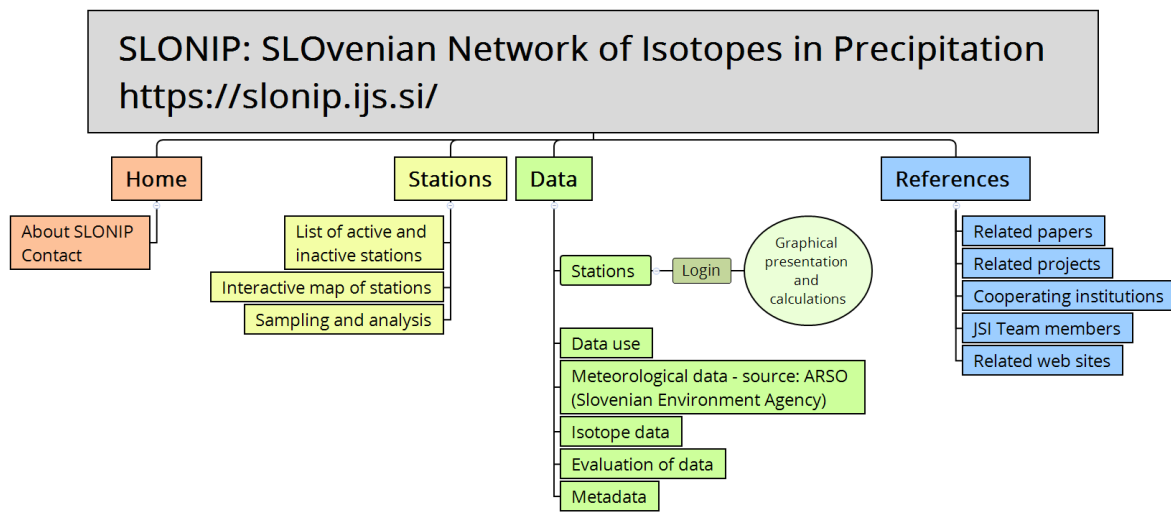 SLONIP: SLOvenian Network of Isotopes in Precipitation
https://slonip.ijs.si/
Home
About SLONIP
Contact
Stations
List of active and
inactive stations
Interactive map of stations
Sampling and analysis
Data
Stations
Login
Graphical
presentation
and
calculations
Data use
Meteorological data - source: ARSO
(Slovenian Environment Agency)
Isotope data
Evaluation of data
Metadata
References
Related papers
Related projects
Cooperating institutions
JSI Team members
Related web sites